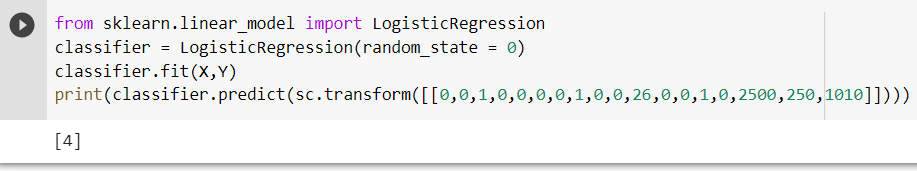 from sklearn.linear_model import LogisticRegression
classifier = LogisticRegression(random_state = 0)
classifier.fit(X,Y)
print(classifier.predict(sc.transform([[0,0,1,0,0,0,0,1,0,0,26,0,0,1,0,2500,250,1010]])))
[4]